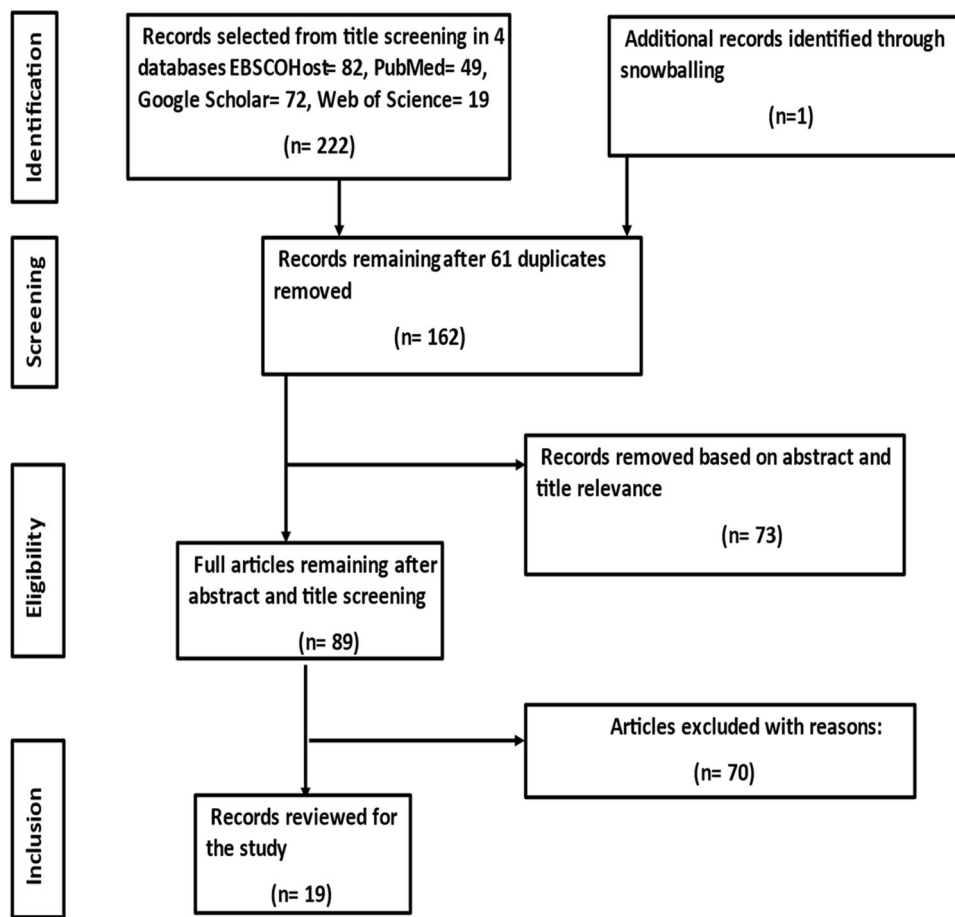 Identification
Records selected from title screening in 4
databases EBSCOHost= 82, PubMed= 49,
Google Scholar= 72, Web of Science= 19
(n= 222)
Additional records identified through
snowballing
(n=1)
Screening
Records remaining after 61 duplicates
removed
(n= 162)
Eligibility
Records removed based on abstract and
title relevance
(n= 73)
Full articles remaining after
abstract and title screening
(n= 89)
Inclusion
Articles excluded with reasons:
(n= 70)
Records reviewed for
the study
(n= 19)